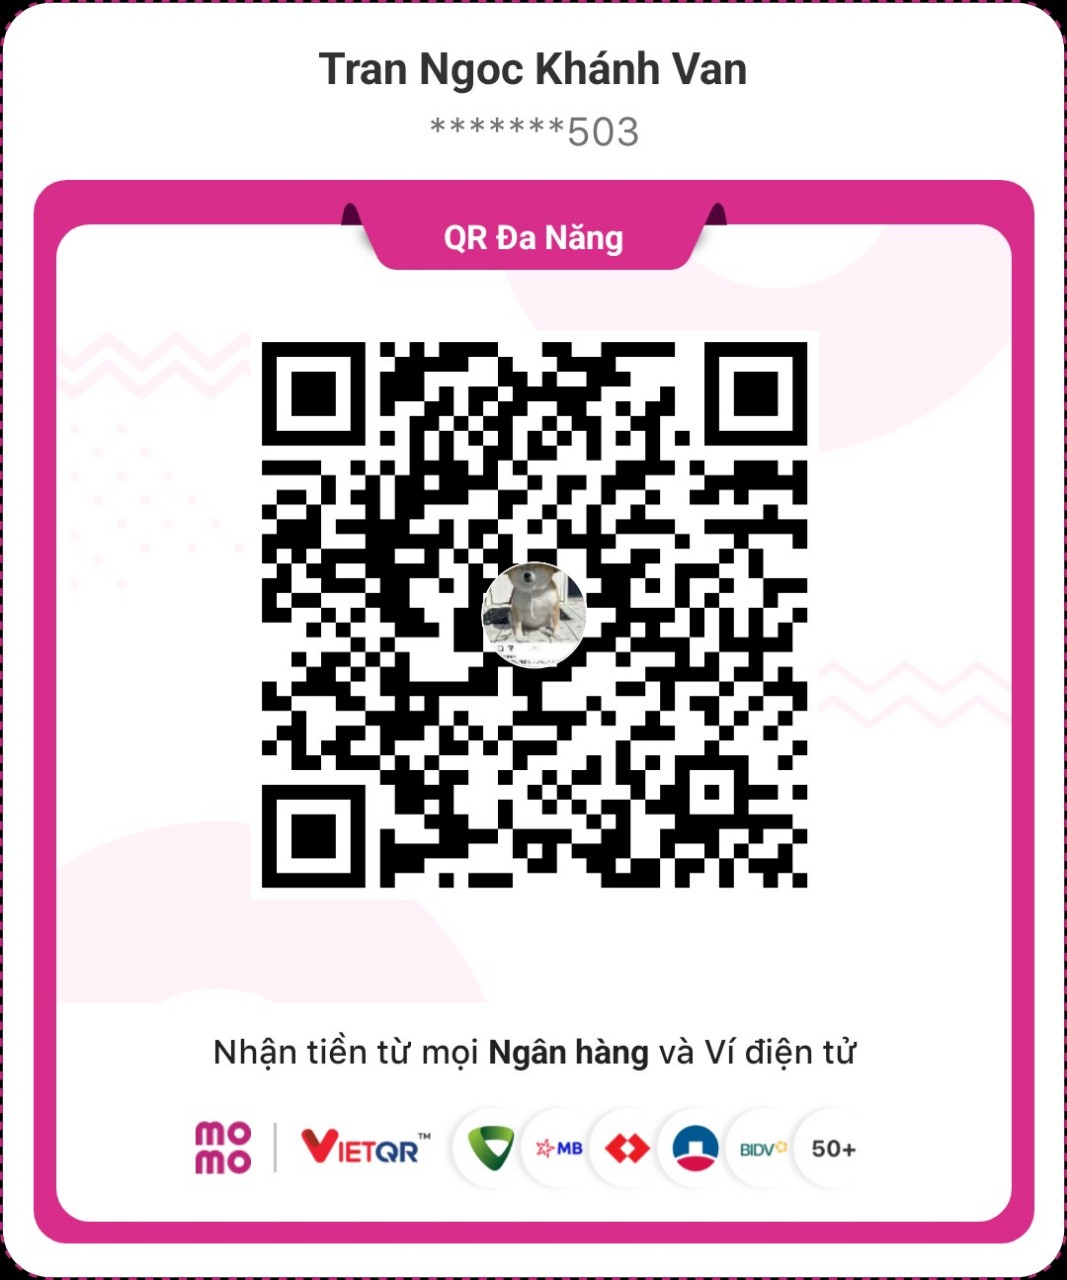 Tran Ngoc Khánh Van
*******503
QR Đa Năng
Nhận tiền từ mọi Ngân hàng và Ví điện tử
mo
mo
VIETQR™
MB
BIDV
50+